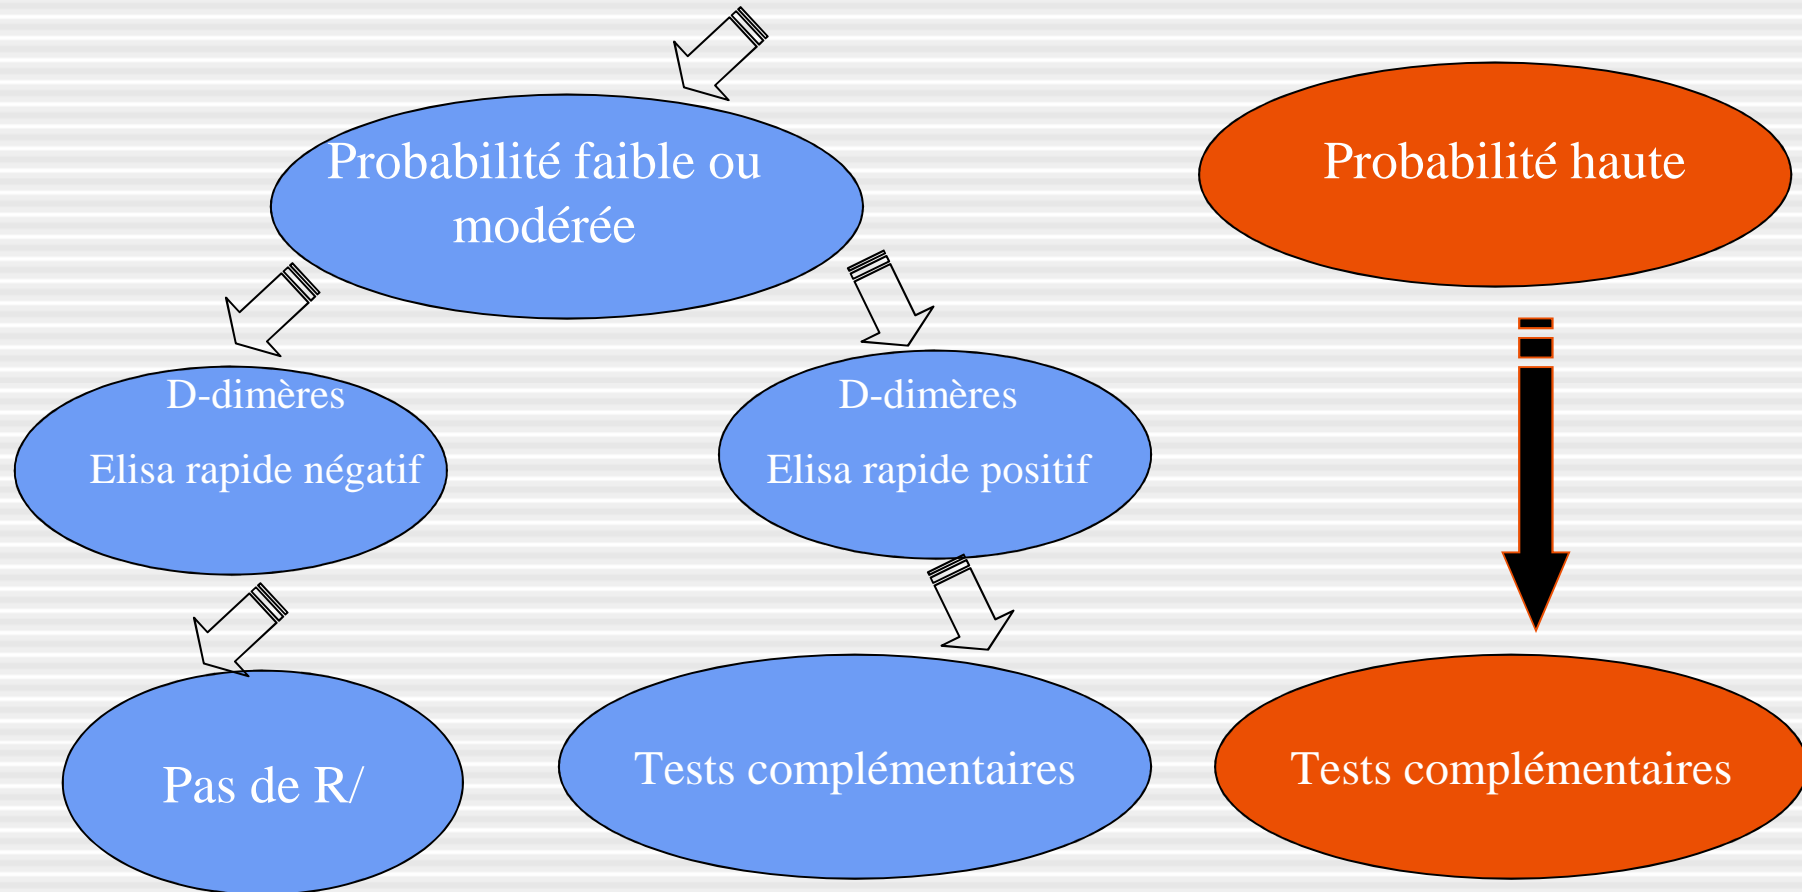 Probabilité faible ou
modérée
Probabilité haute
D-dimères
Elisa rapide négatif
D-dimères
Elisa rapide positif
Pas de R/
Tests complémentaires
Tests complémentaires